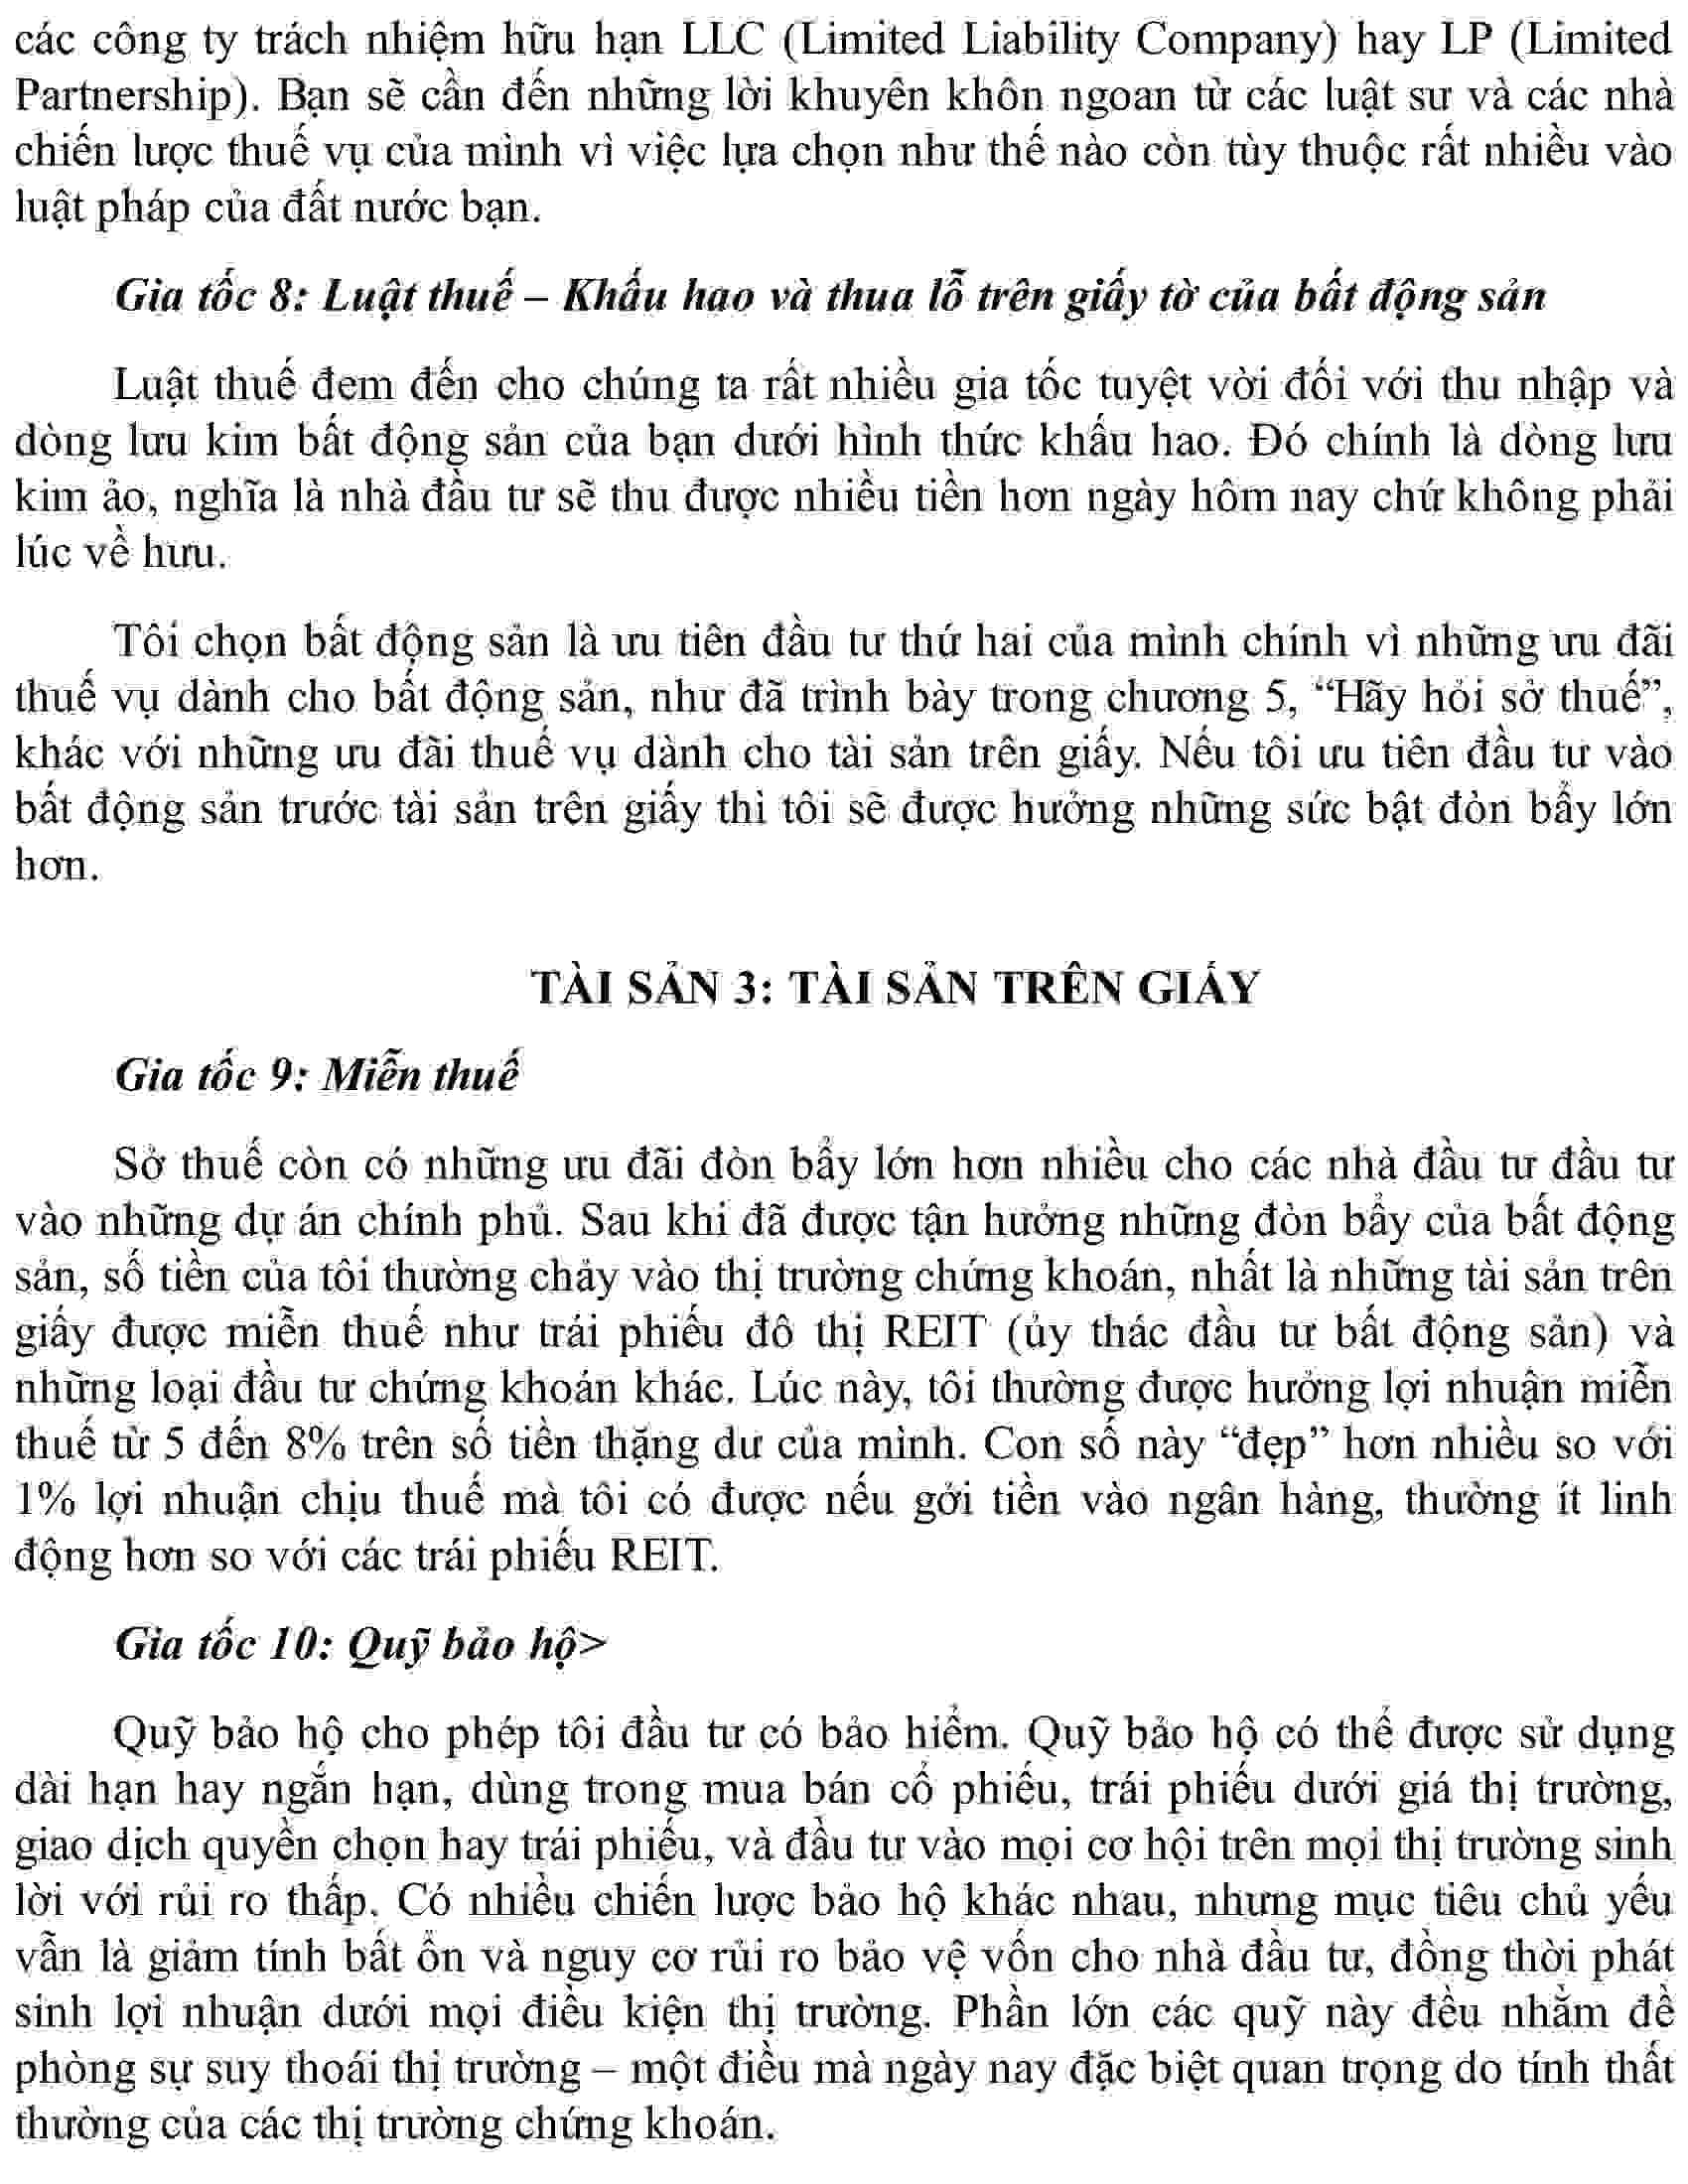 các công ty trách nhiệm hữu hạn LLC (Limited Liability Company) hay LP (Limited
Partnership). Bạn sẽ cần đến những lời khuyên khôn ngoan từ các luật sư và các nhà
chiến lược thuế vụ của mình vì việc lựa chọn như thế nào còn tùy thuộc rất nhiều vào
luật pháp của đất nước bạn.
Gia tốc 8: Luật thuế – Khấu hao và thua lỗ trên giấy tờ của bất động sản
Luật thuế đem đến cho chúng ta rất nhiều gia tốc tuyệt vời đối với thu nhập và
dòng lưu kim bất động sản của bạn dưới hình thức khấu hao. Đó chính là dòng lưu
kim ảo, nghĩa là nhà đầu tư sẽ thu được nhiều tiền hơn ngày hôm nay chứ không phải
lúc về hưu.
Tôi chọn bất động sản là ưu tiên đầu tư thứ hai của mình chính vì những ưu đãi
thuế vụ dành cho bất động sản, như đã trình bày trong chương 5, “Hãy hỏi sở thuế”,
khác với những ưu đãi thuế vụ dành cho tài sản trên giấy. Nếu tôi ưu tiên đầu tư vào
bất động sản trước tài sản trên giấy thì tôi sẽ được hưởng những sức bật đòn bẩy lớn
hơn.
TÀI SẢN 3: TÀI SẢN TRÊN GIẤY
Gia tốc 9: Miễn thuế
Sở thuế còn có những ưu đãi đòn bẩy lớn hơn nhiều cho các nhà đầu tư đầu tư
vào những dự án chính phủ. Sau khi đã được tận hưởng những đòn bẩy của bất động
sản, số tiền của tôi thường chảy vào thị trường chứng khoán, nhất là những tài sản trên
giấy được miễn thuế như trái phiếu đô thị REIT (ủy thác đầu tư bất động sản) và
những loại đầu tư chứng khoán khác. Lúc này, tôi thường được hưởng lợi nhuận miễn
thuế từ 5 đến 8% trên số tiền thặng dư của mình. Con số này “đẹp” hơn nhiều so với
1% lợi nhuận chịu thuế mà tôi có được nếu gởi tiền vào ngân hàng, thường ít linh
động hơn so với các trái phiếu REIT.
Gia tốc 10: Quỹ bảo hộ>
Quỹ bảo hộ cho phép tôi đầu tư có bảo hiểm. Quỹ bảo hộ có thể được sử dụng
dài hạn hay ngắn hạn, dùng trong mua bán cổ phiếu, trái phiếu dưới giá thị trường,
giao dịch quyền chọn hay trái phiếu, và đầu tư vào mọi cơ hội trên mọi thị trường sinh
lời với rủi ro thấp. Có nhiều chiến lược bảo hộ khác nhau, nhưng mục tiêu chủ yếu
vẫn là giảm tính bất ổn và nguy cơ rủi ro bảo vệ vốn cho nhà đầu tư, đồng thời phát
sinh lợi nhuận dưới mọi điều kiện thị trường. Phần lớn các quỹ này đều nhằm đề
phòng sự suy thoái thị trường – một điều mà ngày nay đặc biệt quan trọng do tính thất
thường của các thị trường chứng khoán.